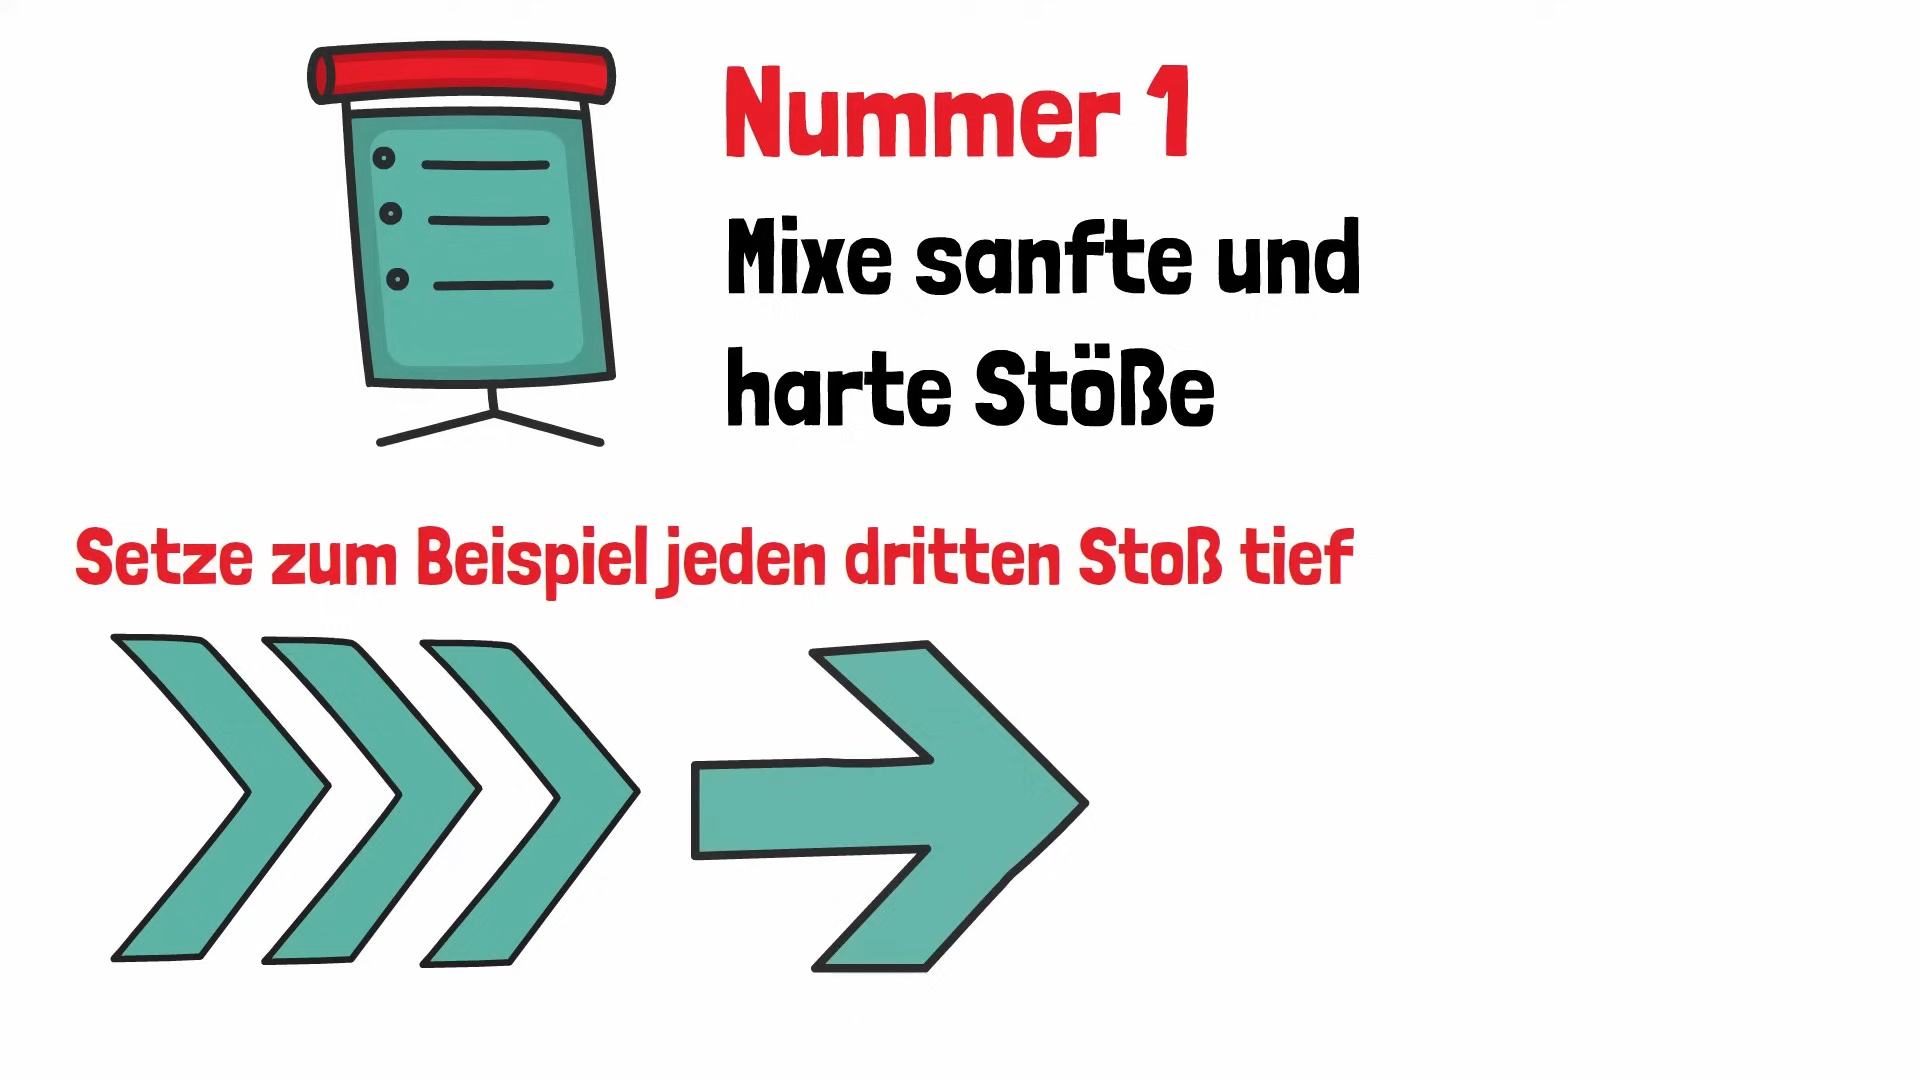 Nummer 1
Mixe sanfte und
harte Stöße
Setze zum Beispiel jeden dritten Stoß tief